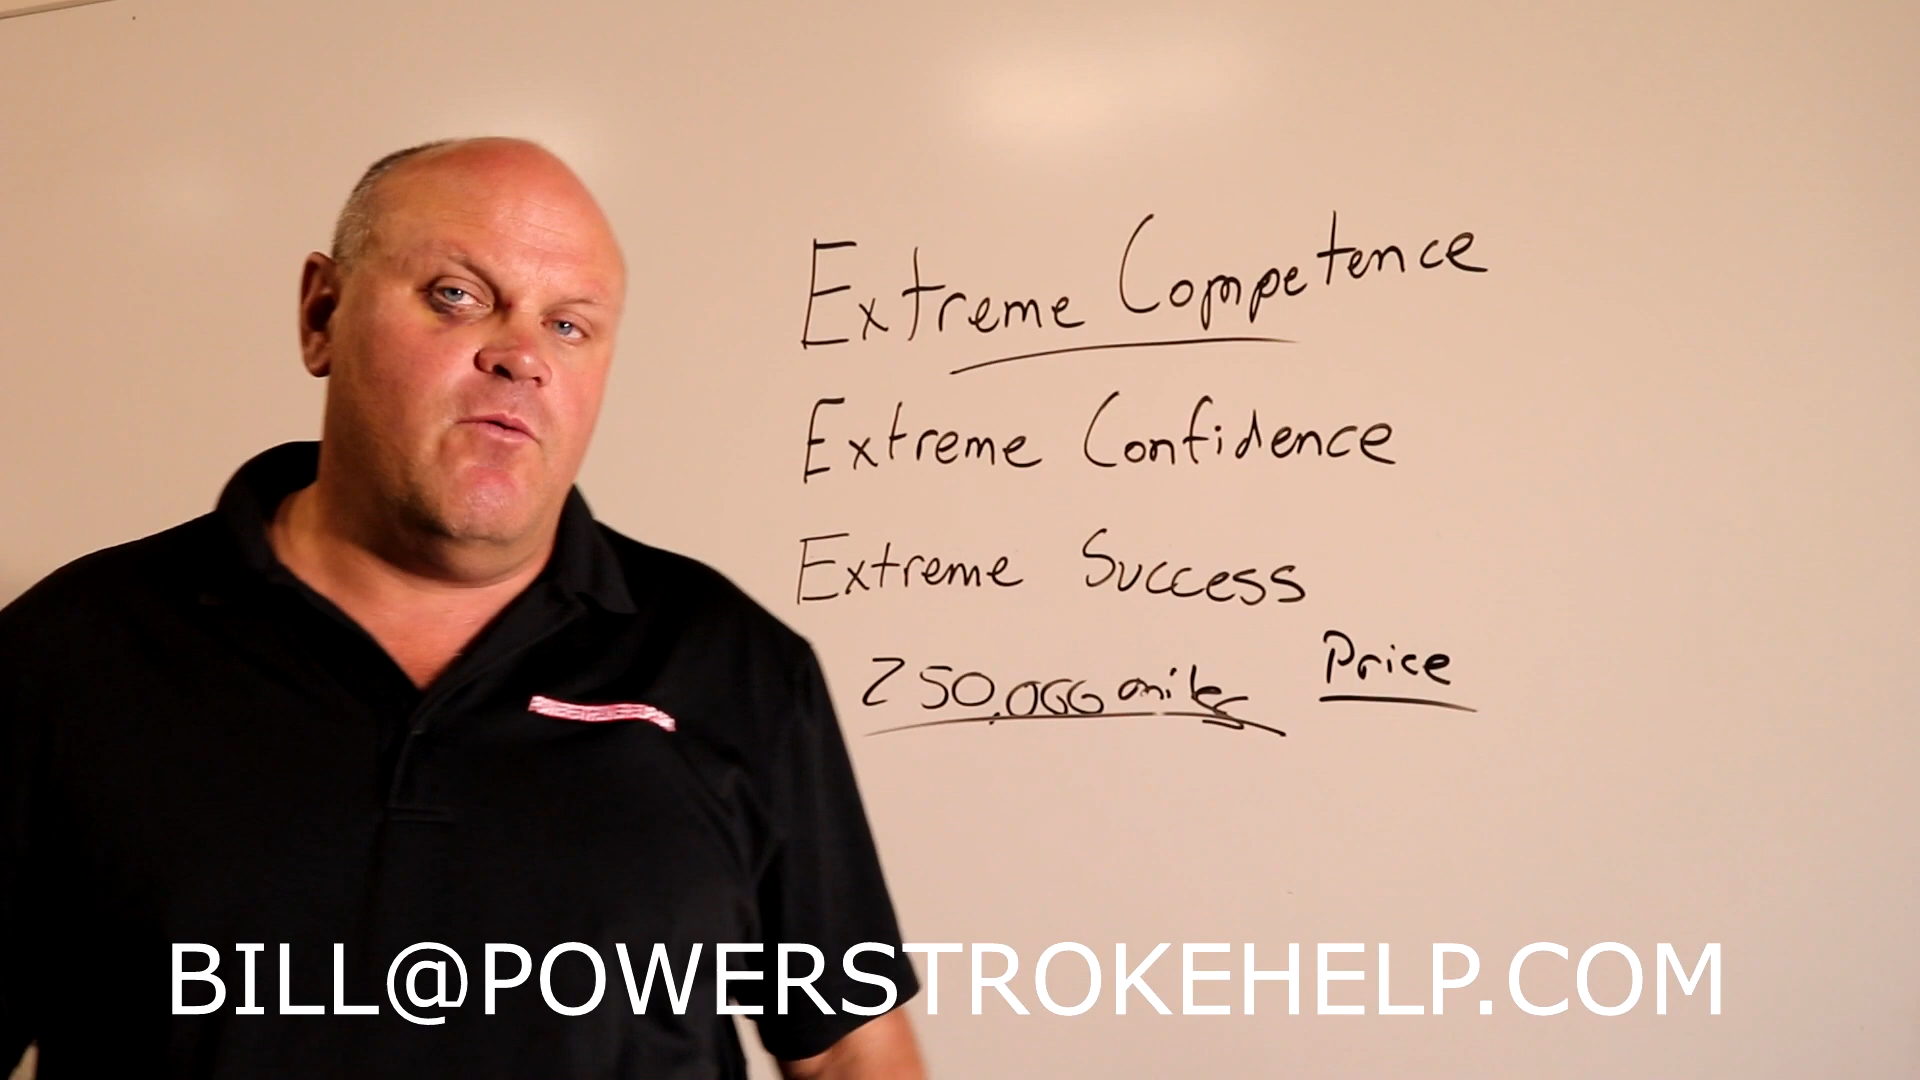 Extreme Competence
Extreme Confidence
Extreme Success
250,000 miles Price
BILL@POWERSTROKEHELP.COM